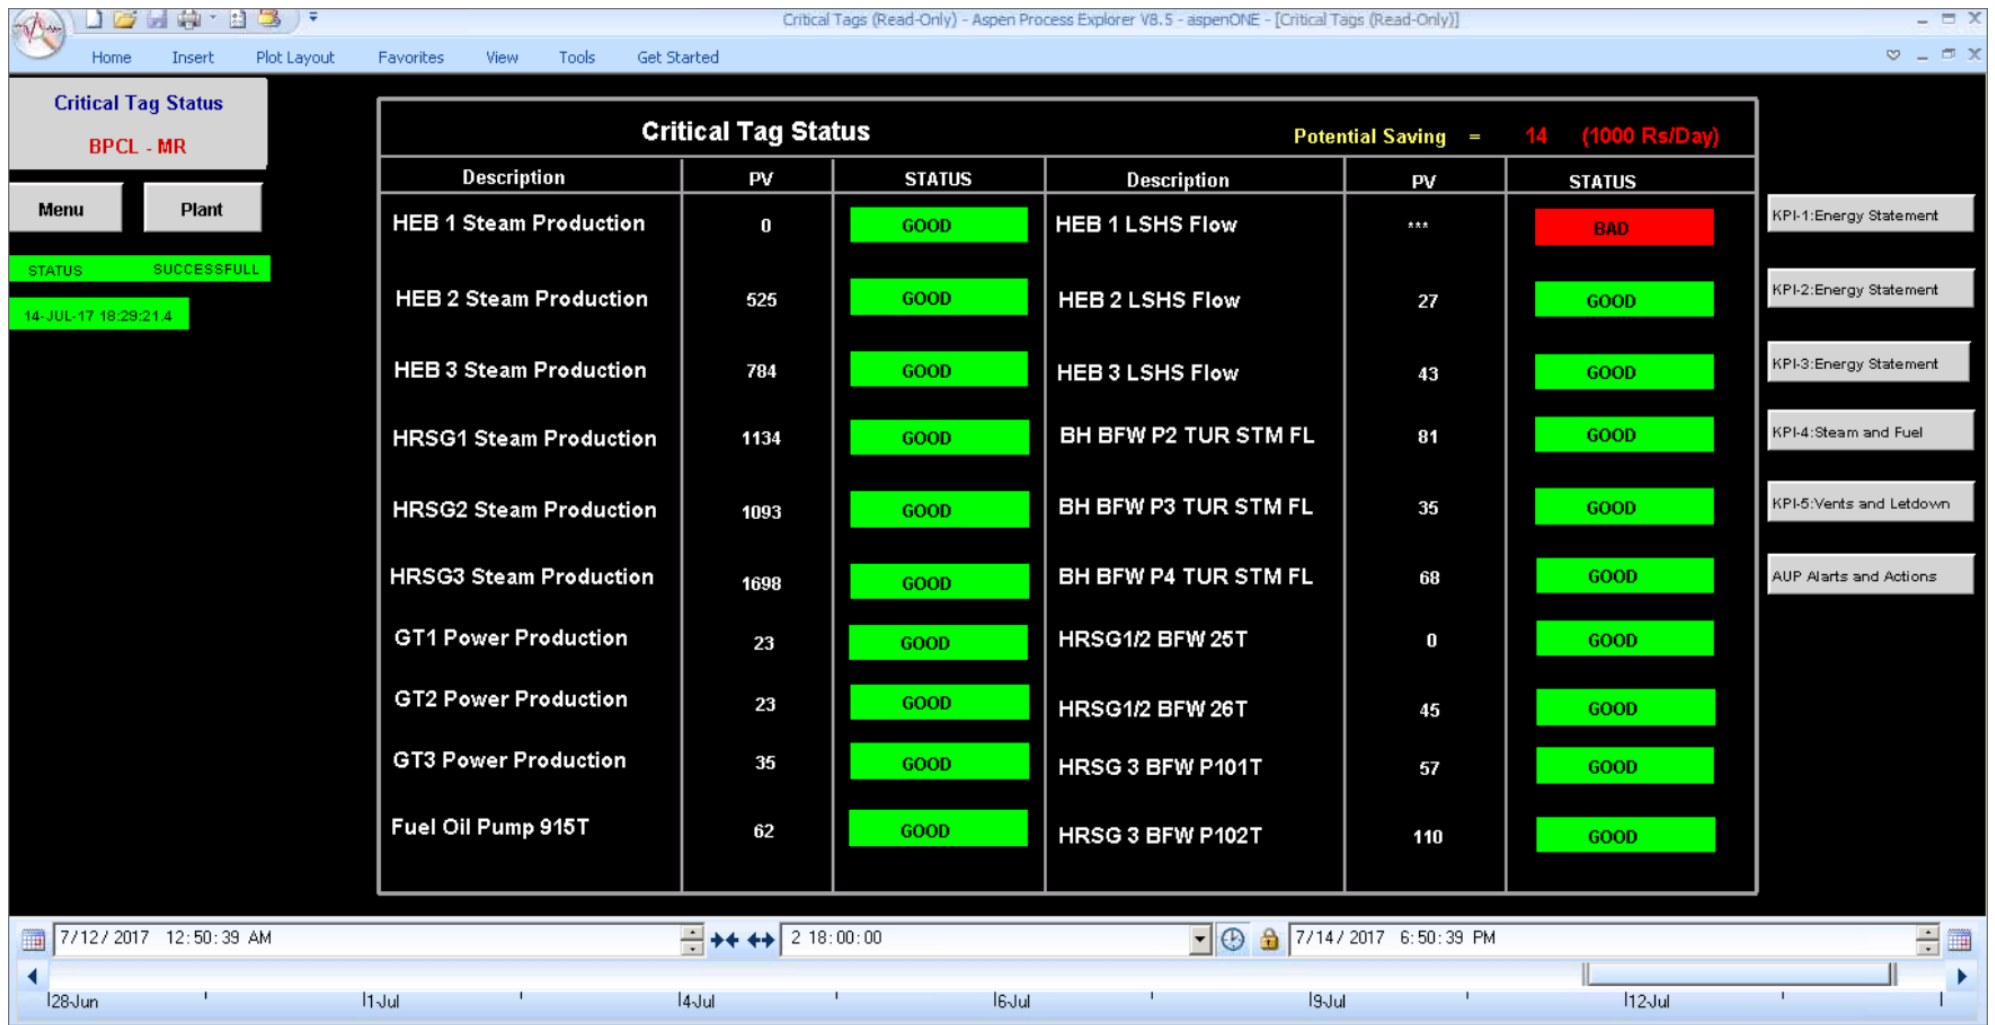 Critical Tags (Read-Only) - Aspen Process Explorer V8.5 - aspenONE - [Critical Tags (Read-Only)]
Home Insert Plot Layout Favorites View Tools Get Started
Critical Tag Status
BPCL - MR
Menu Plant
STATUS SUCCESSFULL
14-JUL-17 18:29:21.4
Critical Tag Status Potential Saving = 14 (1000 Rs/Day)
Description PV STATUS Description PV STATUS
HEB 1 Steam Production 0 GOOD HEB 1 LSHS Flow *** BAD
HEB 2 Steam Production 525 GOOD HEB 2 LSHS Flow 27 GOOD
HEB 3 Steam Production 784 GOOD HEB 3 LSHS Flow 43 GOOD
HRSG1 Steam Production 1134 GOOD BH BFW P2 TUR STM FL 81 GOOD
HRSG2 Steam Production 1093 GOOD BH BFW P3 TUR STM FL 35 GOOD
HRSG3 Steam Production 1698 GOOD BH BFW P4 TUR STM FL 68 GOOD
GT1 Power Production 23 GOOD HRSG1/2 BFW 25T 0 GOOD
GT2 Power Production 23 GOOD HRSG1/2 BFW 26T 45 GOOD
GT3 Power Production 35 GOOD HRSG 3 BFW P101T 57 GOOD
Fuel Oil Pump 915T 62 GOOD HRSG 3 BFW P102T 110 GOOD
KPI-1:Energy Statement
KPI-2:Energy Statement
KPI-3:Energy Statement
KPI-4:Steam and Fuel
KPI-5:Vents and Letdown
AUP Alarts and Actions
7/12/2017 12:50:39 AM 2 18:00:00 7/14/2017 6:50:39 PM
28-Jun 1-Jul 4-Jul 6-Jul 9-Jul 12-Jul